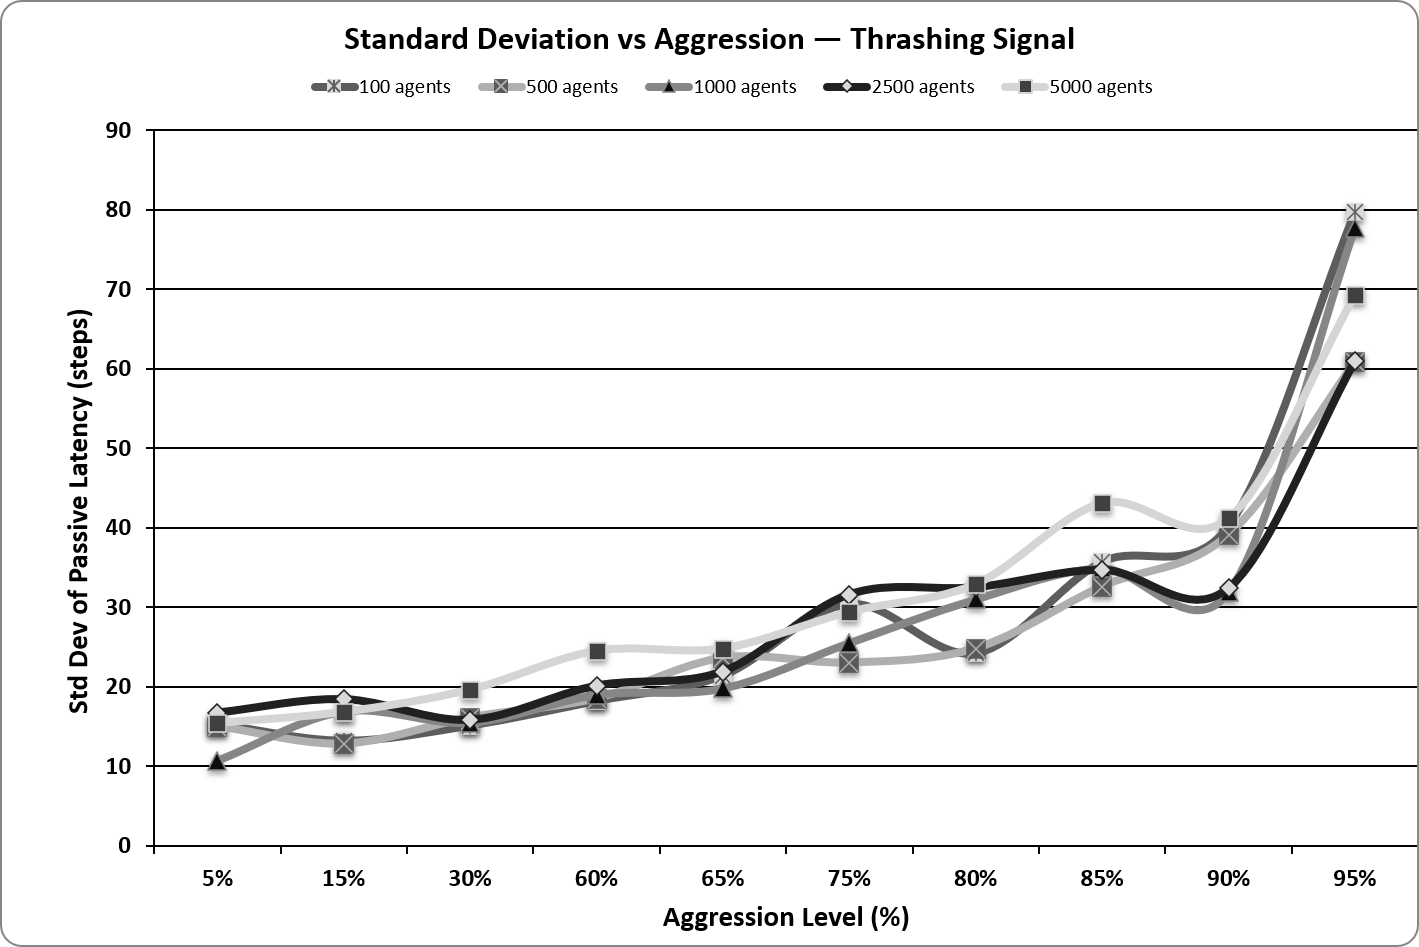 Standard Deviation vs Aggression — Thrashing Signal
100 agents 500 agents 1000 agents 2500 agents 5000 agents
90
80
70
60
50
40
30
20
10
0
Std Dev of Passive Latency (steps)
5% 15% 30% 60% 65% 75% 80% 85% 90% 95%
Aggression Level (%)